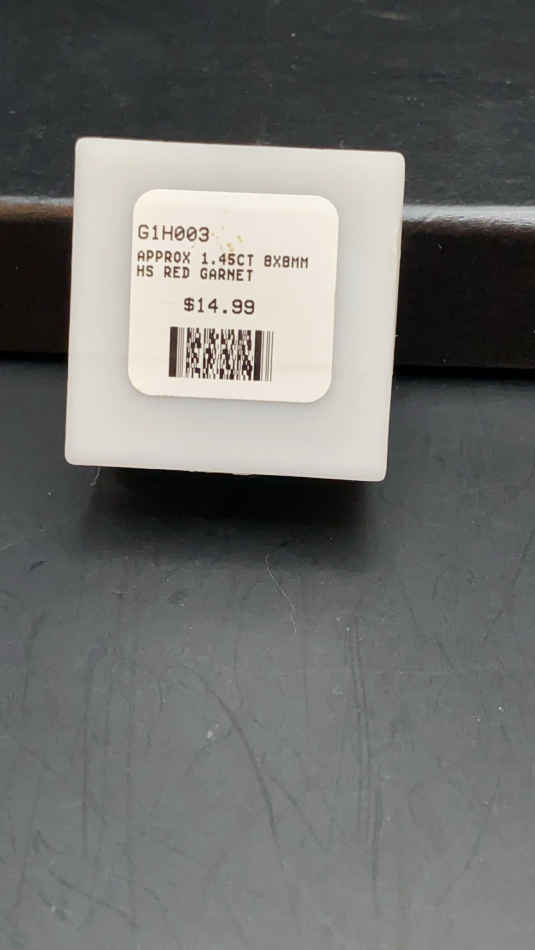 G1H003
APPROX 1.45CT 8X8MM
HS RED GARNET
$14.99